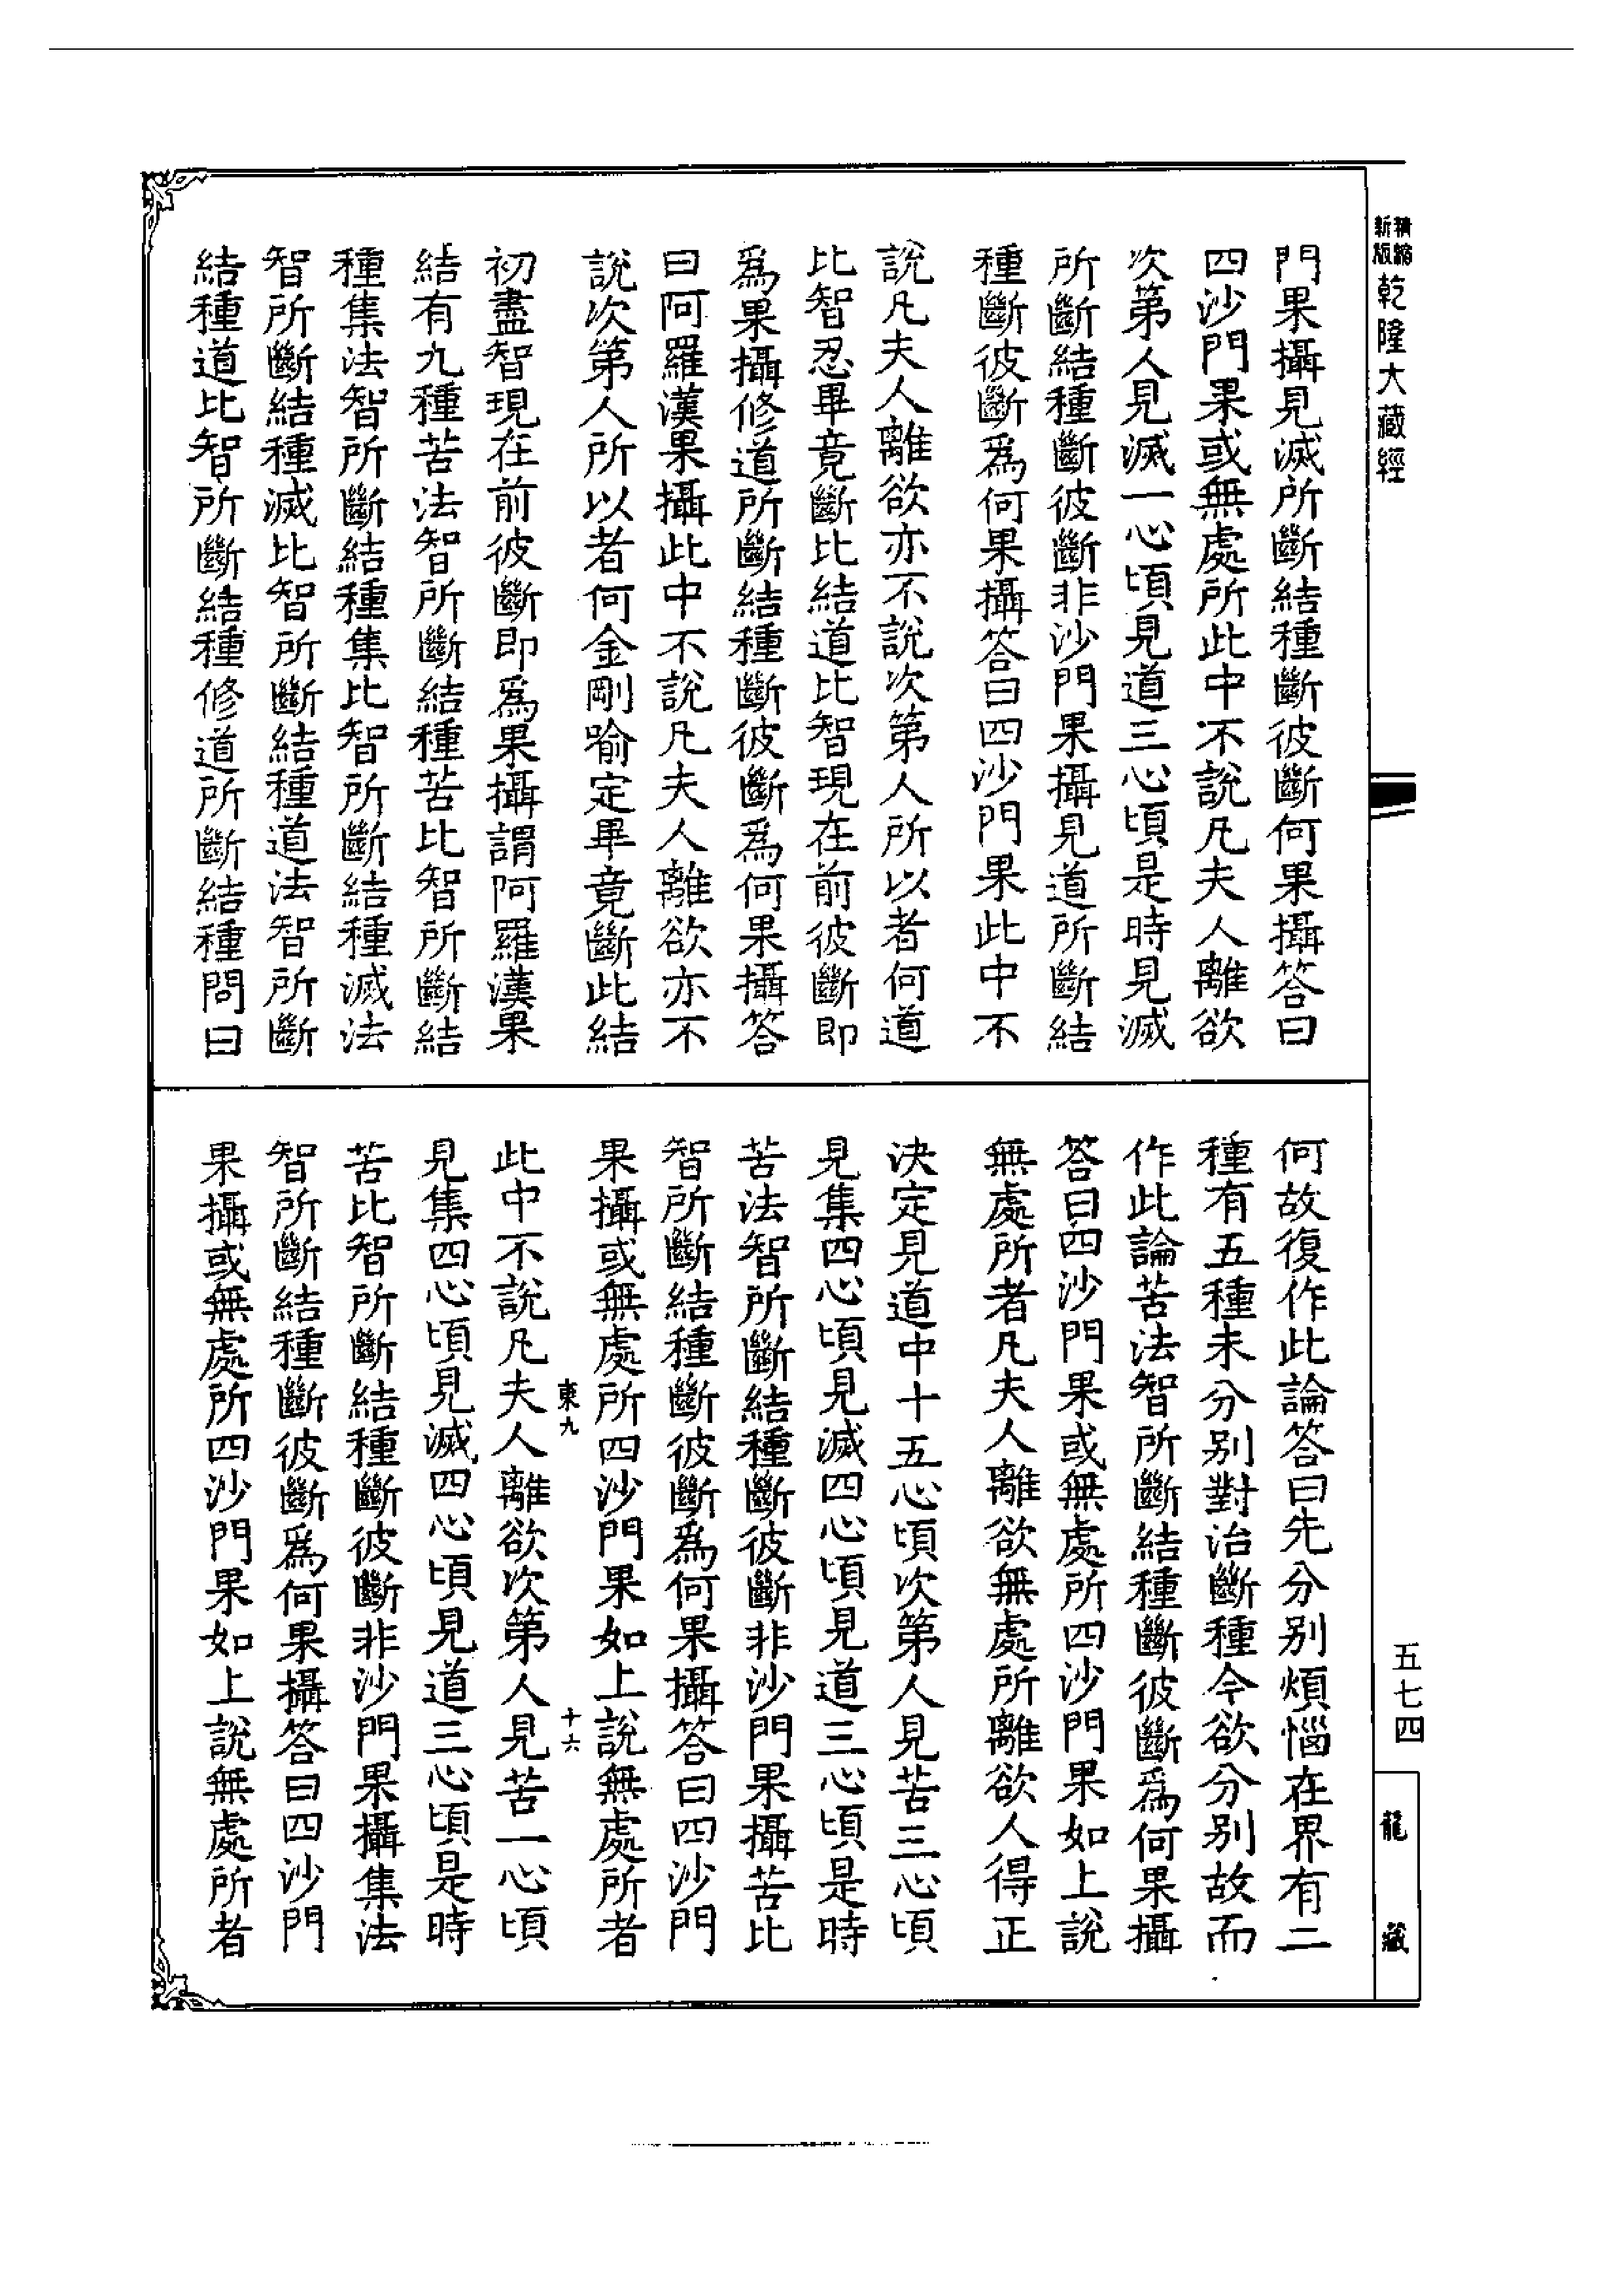 新版精縮乾隆大藏經
門果攝見滅所斷結種斷彼斷何果攝答曰
四沙門果或無處所此中不說凡夫人離欲
次第人見滅一心頃見道三心頃是時見滅
所斷結種斷彼斷非沙門果攝見道所斷結
種斷彼斷為何果攝答曰四沙門果此中不
說凡夫人離欲亦不說次第人所以者何道
比智忍畢竟斷比結道比智現在前彼斷即
為果攝修道所斷結種斷彼斷為何果攝答
曰阿羅漢果攝此中不說凡夫人離欲亦不
說次第人所以者何金剛喻定畢竟斷此結
初盡智現在前彼斷即為果攝謂阿羅漢果
結有九種苦法智所斷結種苦比智所斷結
種集法智所斷結種集比智所斷結種滅法
智所斷結種滅比智所斷結種道法智所斷
結種道比智所斷結種修道所斷結種問曰
何故復作此論答曰先分別煩惱在界有二
種有五種未分別對治斷種今欲分別故而
作此論苦法智所斷結種斷彼斷為何果攝
答曰四沙門果或無處所四沙門果如上說
無處所者凡夫人離欲無處所離欲人得正
決定見道中十五心頃次第人見苦三心頃
見集四心頃見滅四心頃見道三心頃是時
苦法智所斷結種斷彼斷非沙門果攝苦比
智所斷結種斷彼斷為何果攝答曰四沙門
果攝或無處所四沙門果如上說無處所者
東九 十六
此中不說凡夫人離欲次第人見苦一心頃
見集四心頃見滅四心頃見道三心頃是時
苦比智所斷結種斷彼斷非沙門果攝集法
智所斷結種斷彼斷為何果攝答曰四沙門
果攝或無處所四沙門果如上說無處所者
五七四
龍藏